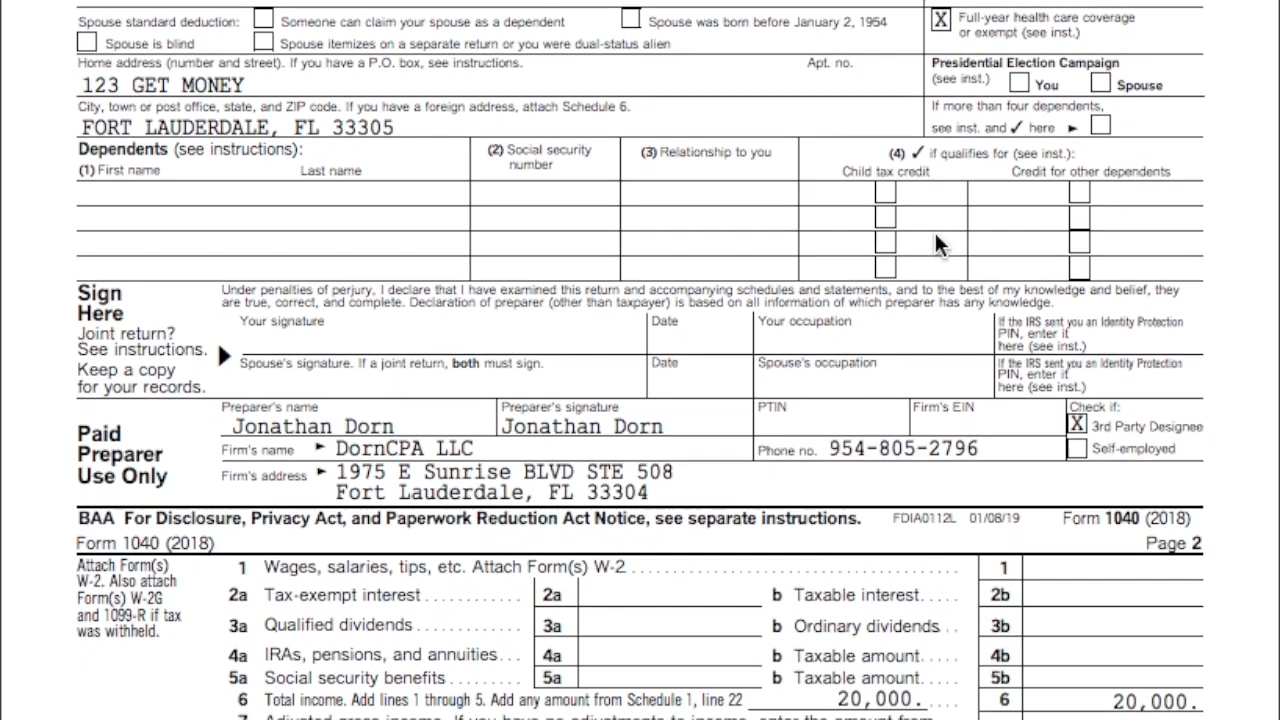 Spouse standard deduction: Someone can claim your spouse as a dependent Spouse was born before January 2, 1954
Spouse is blind Spouse itemizes on a separate return or you were dual-status alien
X Full-year health care coverage
or exempt (see inst.)
Home address (number and street). If you have a P.O. box, see instructions. Apt. no.
123 GET MONEY
Presidential Election Campaign
(see inst.) You Spouse
City, town or post office, state, and ZIP code. If you have a foreign address, attach Schedule 6.
FORT LAUDERDALE, FL 33305
If more than four dependents,
see inst. and ✓ here ►
Dependents (see instructions):
(1) First name Last name
(2) Social security
number
(3) Relationship to you
(4) ✓ if qualifies for (see inst.):
Child tax credit Credit for other dependents
Sign
Here
Joint return?
See instructions.
Keep a copy
for your records.
Under penalties of perjury, I declare that I have examined this return and accompanying schedules and statements, and to the best of my knowledge and belief, they
are true, correct, and complete. Declaration of preparer (other than taxpayer) is based on all information of which preparer has any knowledge.
Your signature Date Your occupation
If the IRS sent you an Identity Protection
PIN, enter it
here (see inst.)
Spouse's signature. If a joint return, both must sign. Date Spouse's occupation
If the IRS sent you an Identity Protection
PIN, enter it
here (see inst.)
Paid
Preparer
Use Only
Preparer's name Preparer's signature PTIN Firm's EIN Check if:
Jonathan Dorn Jonathan Dorn X 3rd Party Designee
Firm's name ► DornCPA LLC Phone no. 954-805-2796 Self-employed
Firm's address ► 1975 E Sunrise BLVD STE 508
Fort Lauderdale, FL 33304
BAA For Disclosure, Privacy Act, and Paperwork Reduction Act Notice, see separate instructions. FDIA0112L 01/08/19 Form 1040 (2018)
Form 1040 (2018) Page 2
Attach Form(s)
W-2. Also attach
Form(s) W-2G
and 1099-R if tax
was withheld.
1 Wages, salaries, tips, etc. Attach Form(s) W-2 1
2a Tax-exempt interest 2a b Taxable interest 2b
3a Qualified dividends 3a b Ordinary dividends 3b
4a IRAs, pensions, and annuities 4a b Taxable amount 4b
5a Social security benefits 5a b Taxable amount 5b
6 Total income. Add lines 1 through 5. Add any amount from Schedule 1, line 22 20,000. 6 20,000.
7 Adjusted gross income. If you have no adjustments to income, enter the amount from